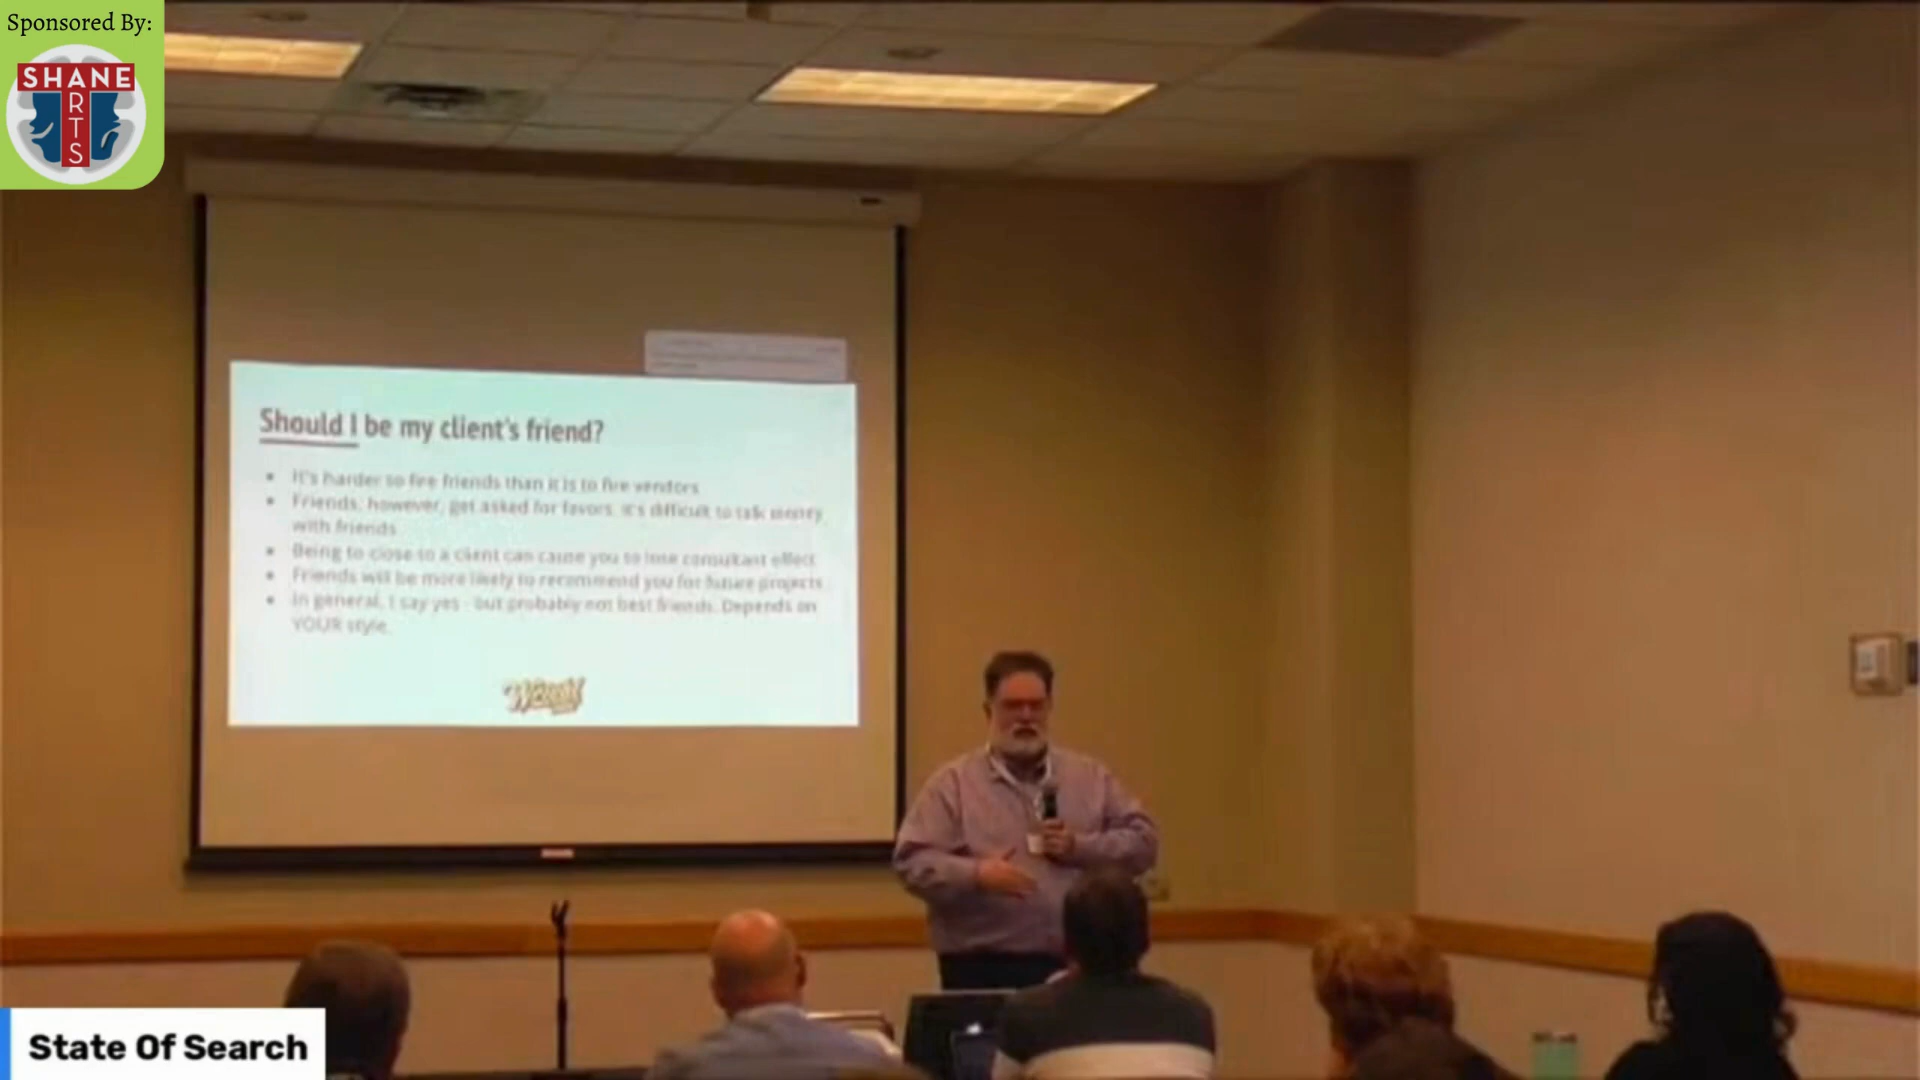 Sponsored By:
SHANE
ARTS
Should I be my client's friend?
It's harder to fire friends than it is to fire vendors
Friends, however, get asked for favors. It's difficult to talk money
with friends
Being to close to a client can cause you to lose consultant effect
Friends will be more likely to recommend you for future projects
In general, I say yes - but probably not best friends. Depends on
YOUR style.
State Of Search